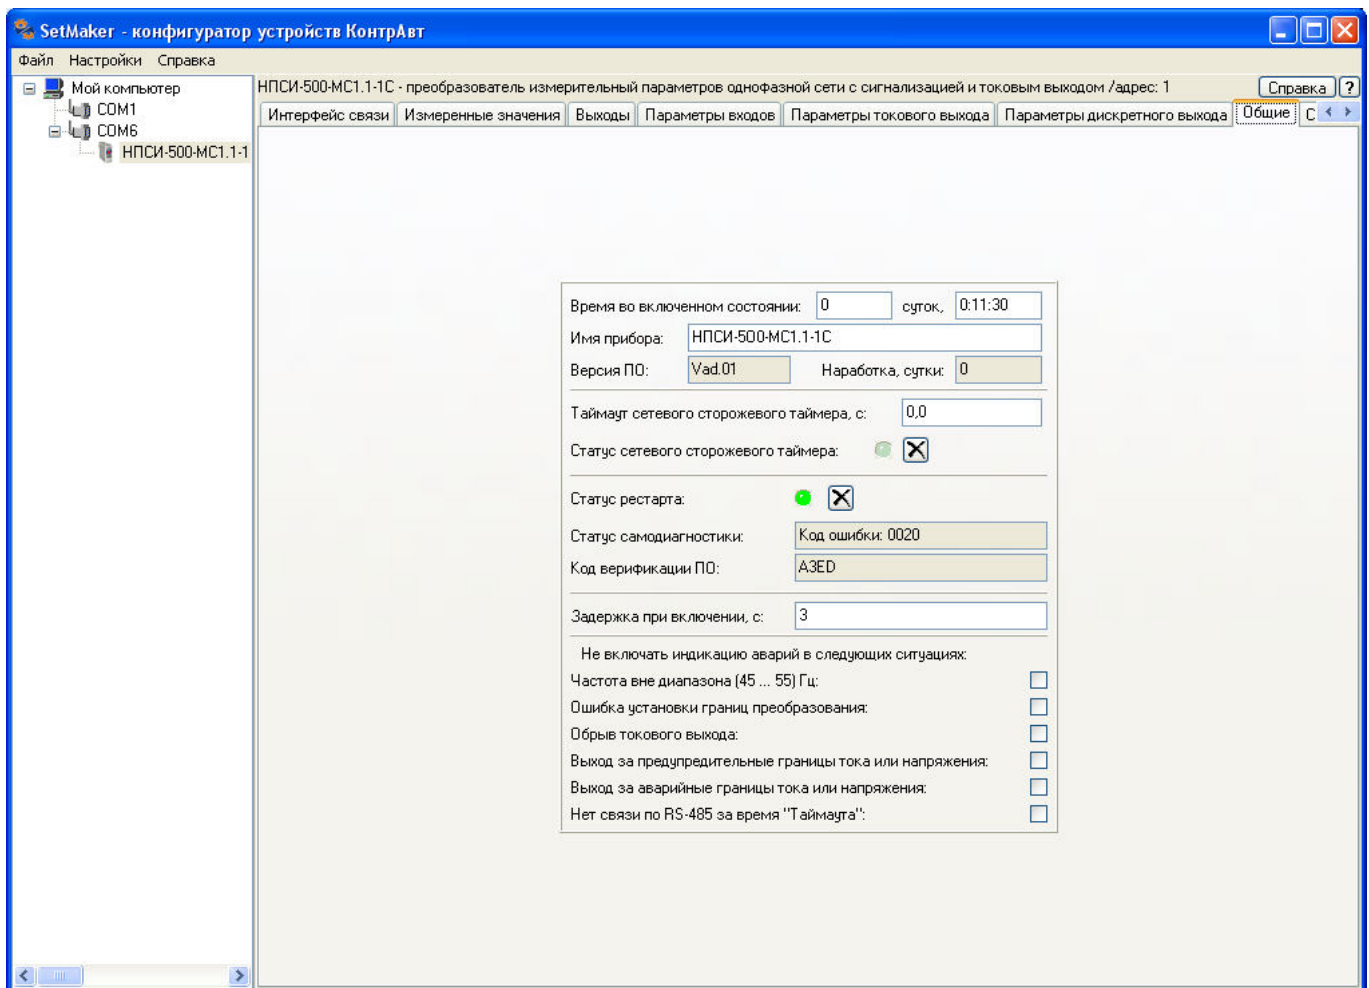 SetMaker - конфигуратор устройств КонтрАвт
Файл Настройки Справка
Мой компьютер
COM1
COM6
НПСИ-500-МС1.1-1
НПСИ-500-МС1.1-1С - преобразователь измерительный параметров однофазной сети с сигнализацией и токовым выходом /адрес: 1
Справка ?
Интерфейс связи Измеренные значения Выходы Параметры входов Параметры токового выхода Параметры дискретного выхода Общие С
Время во включенном состоянии: 0 суток, 0:11:30
Имя прибора: НПСИ-500-МС1.1-1С
Версия ПО: Vad.01 Наработка, сутки: 0
Таймаут сетевого сторожевого таймера, с: 0,0
Статус сетевого сторожевого таймера:
Статус рестарта:
Статус самодиагностики: Код ошибки: 0020
Код верификации ПО: A3ED
Задержка при включении, с: 3
Не включать индикацию аварий в следующих ситуациях:
Частота вне диапазона (45 ... 55) Гц:
Ошибка установки границ преобразования:
Обрыв токового выхода:
Выход за предупредительные границы тока или напряжения:
Выход за аварийные границы тока или напряжения:
Нет связи по RS-485 за время "Таймаута":